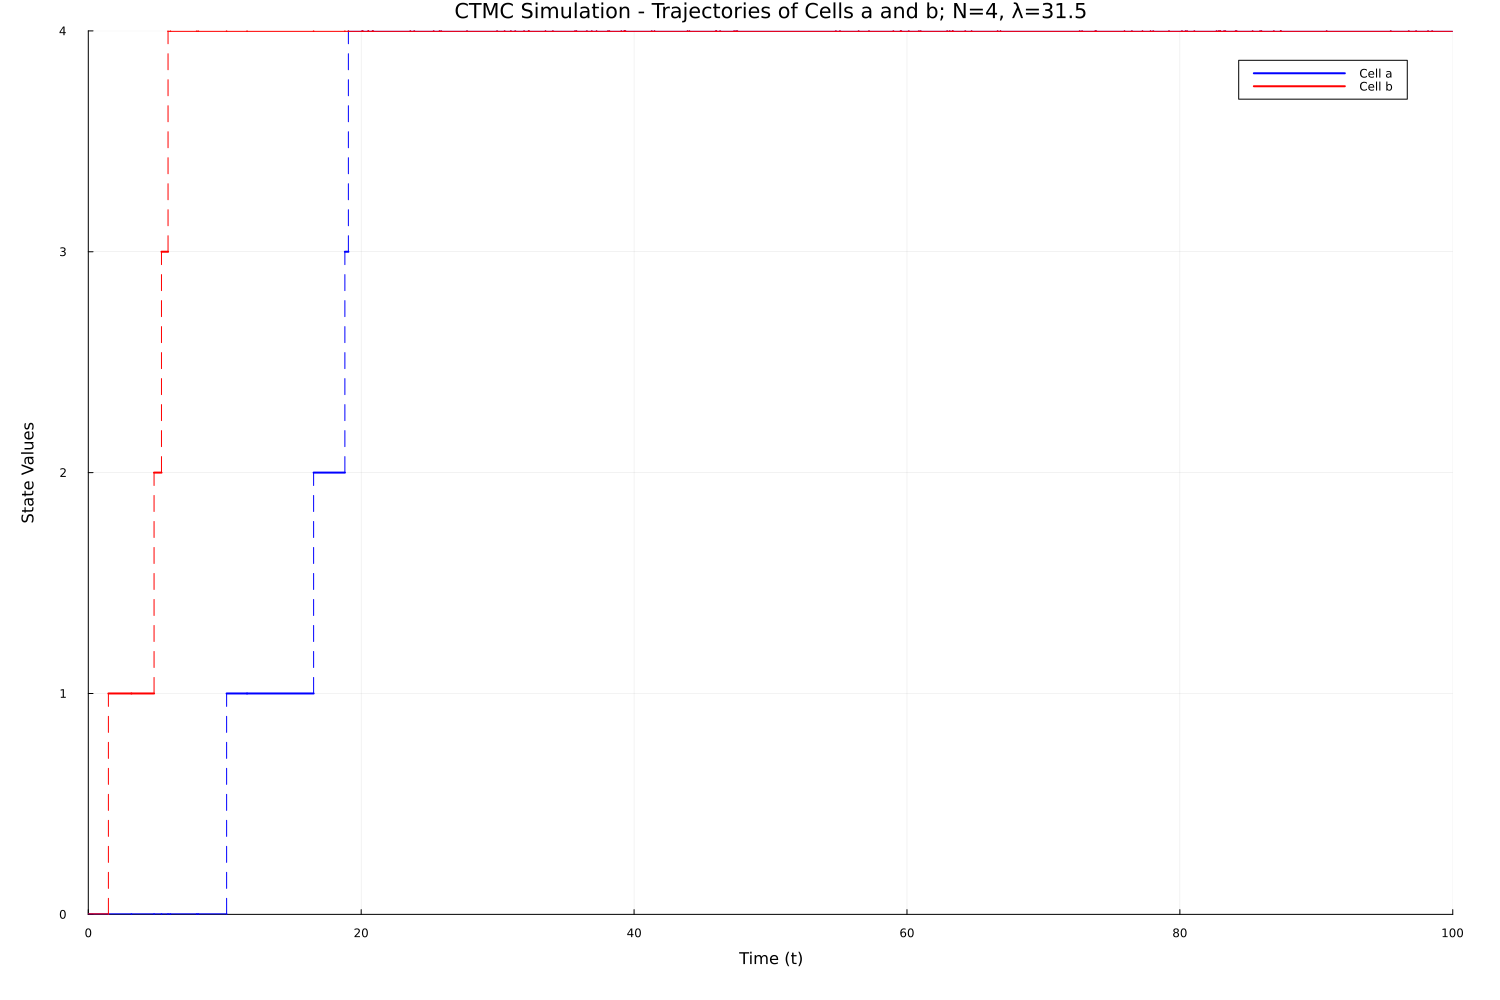 CTMC Simulation - Trajectories of Cells a and b; N=4, λ=31.5
4
Cell a
Cell b
3
State Values
2
1
0
0 20 40 60 80 100
Time (t)